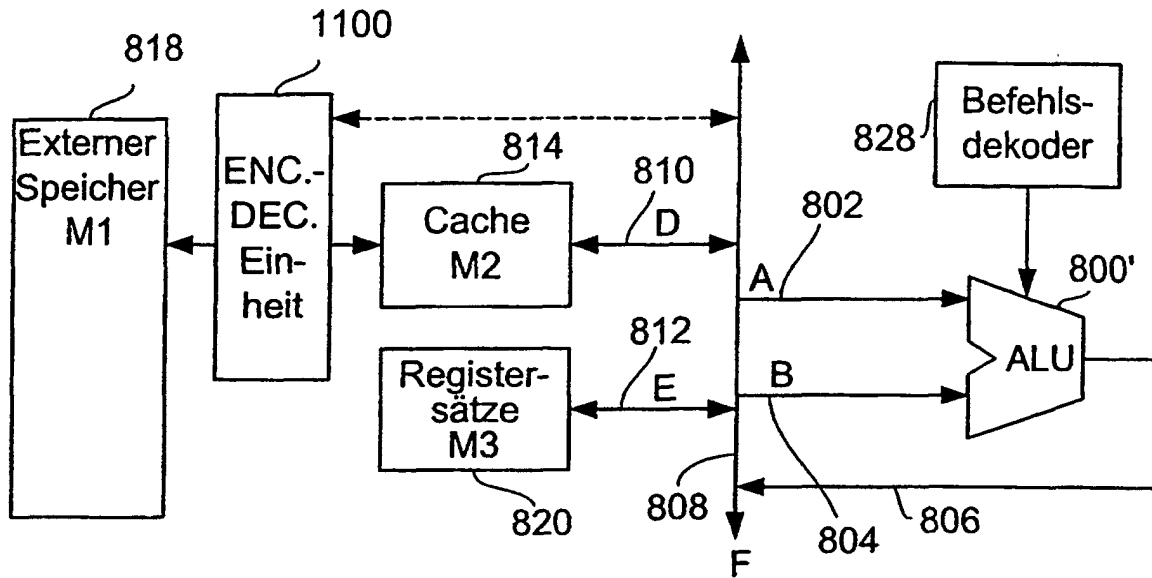 818
1100
Externer
Speicher
M1
ENC.-
DEC.
Ein-
heit
814
Cache
M2
810
D
Register-
sätze
M3
820
812
E
808
F
A
802
B
804
806
828
Befehls-
dekoder
800'
ALU